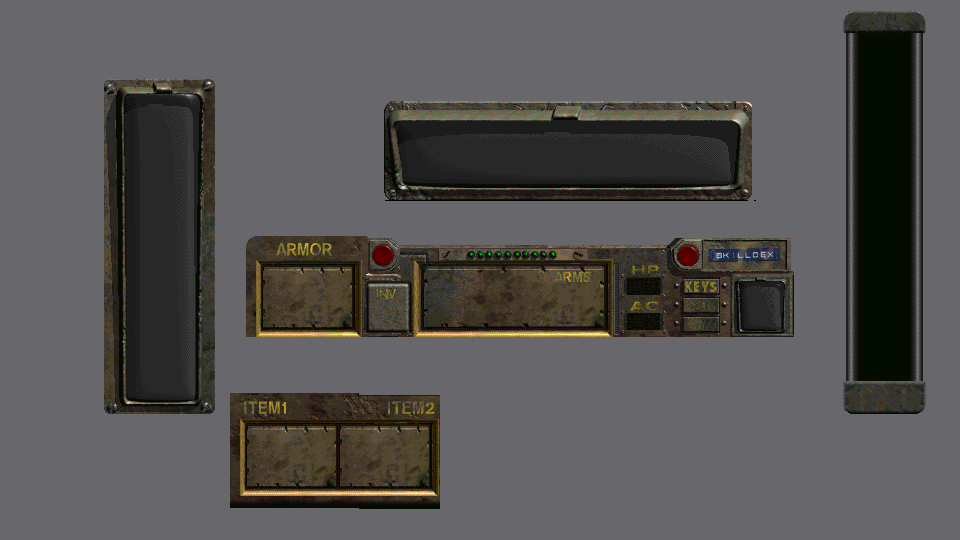 ARMOR
INV
ARMS
HP
AC
KEYS
SKILLDEX
ITEM1 ITEM2